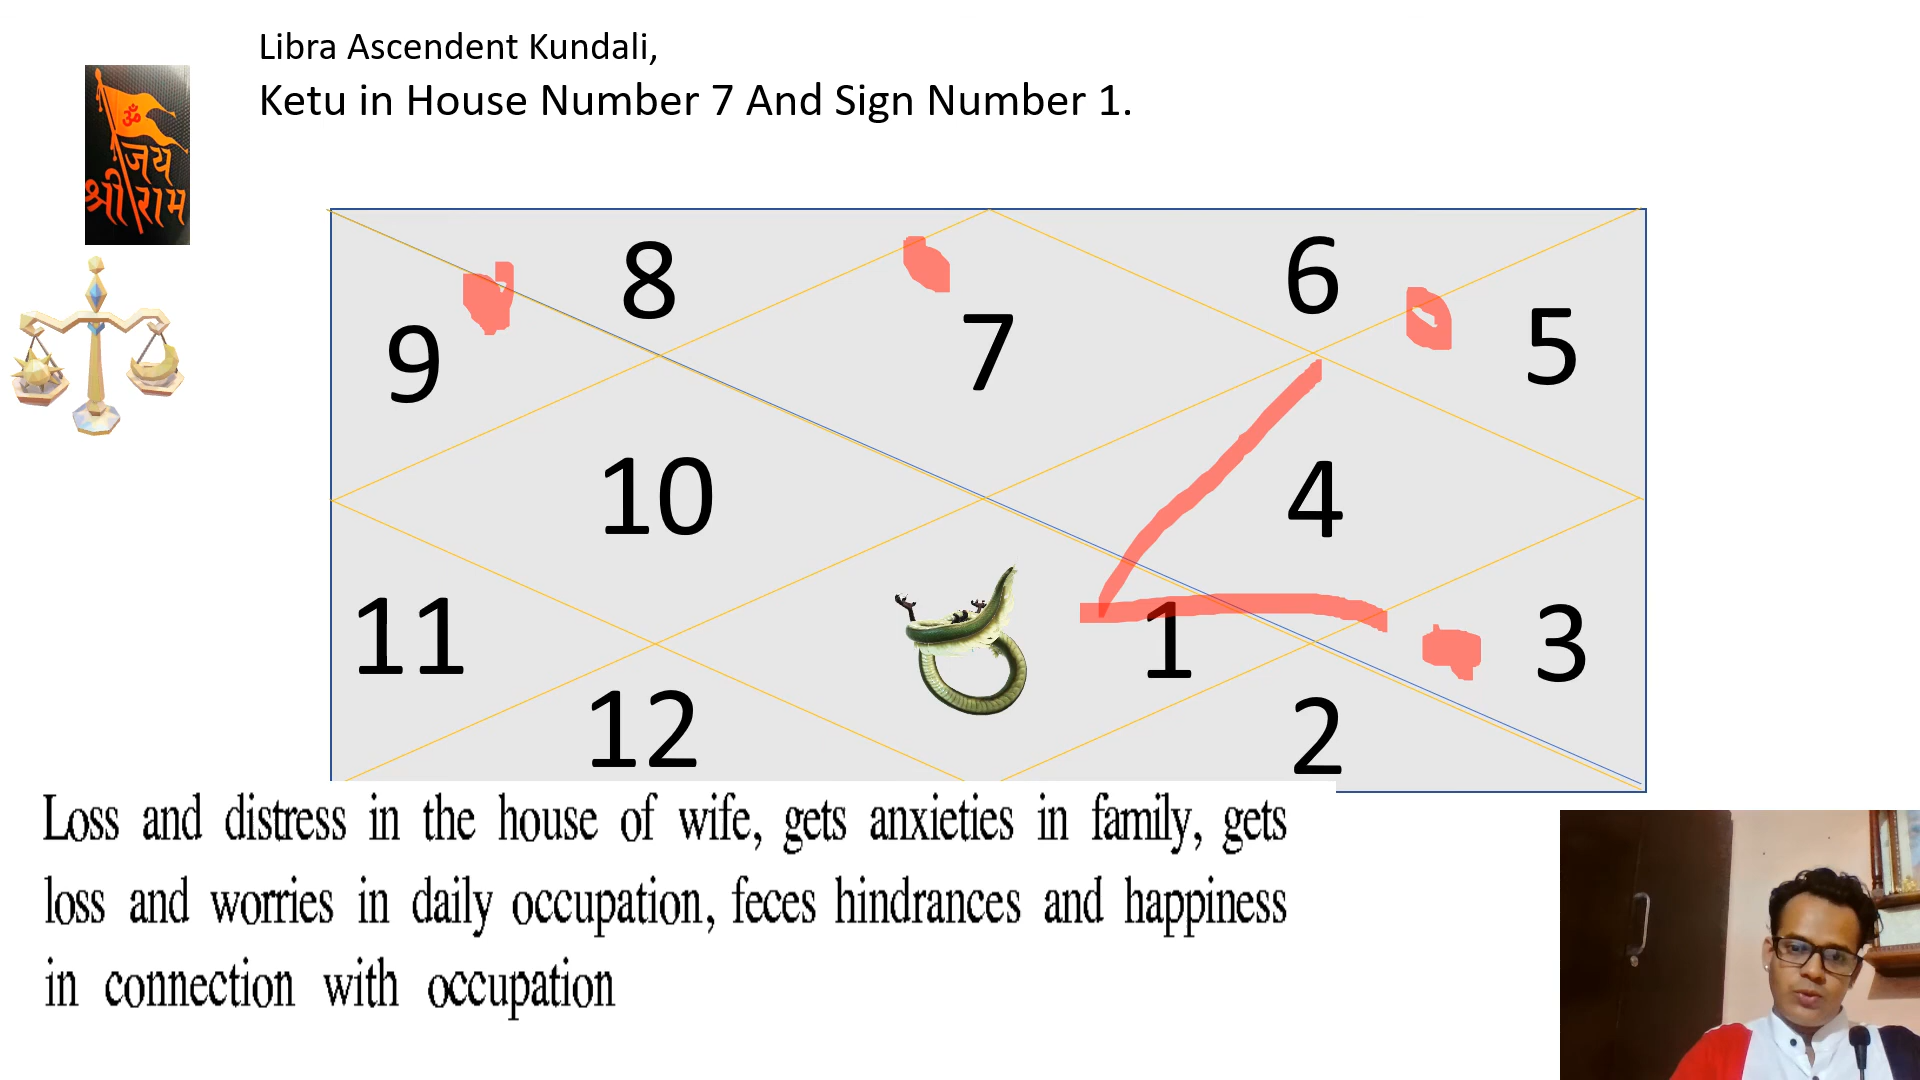 Libra Ascendent Kundali,
Ketu in House Number 7 And Sign Number 1.
ॐ
जय
श्री राम
8
6
9
7
5
10
4
11
1
3
12
2
Loss and distress in the house of wife, gets anxieties in family, gets
loss and worries in daily occupation, feces hindrances and happiness
in connection with occupation